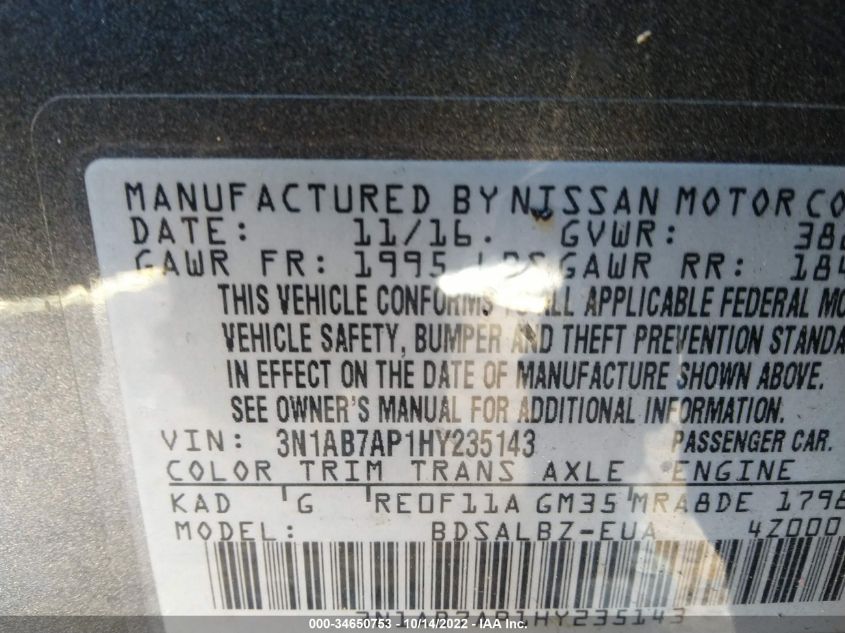 MANUFACTURED BY NISSAN MOTOR CO
DATE: 11/16. GVWR: 38
GAWR FR: 1995 LBS GAWR RR: 184
THIS VEHICLE CONFORMS TO ALL APPLICABLE FEDERAL MO
VEHICLE SAFETY, BUMPER AND THEFT PREVENTION STANDA
IN EFFECT ON THE DATE OF MANUFACTURE SHOWN ABOVE.
SEE OWNER'S MANUAL FOR ADDITIONAL INFORMATION.
VIN: 3N1AB7AP1HY235143 PASSENGER CAR.
COLOR TRIM TRANS AXLE ENGINE
KAD G RE0F11A GM35 MRA8DE 1798
MODEL: BDSALBZ-EUA 4Z000
3N1AB7AP1HY235143
000-34650753 - 10/14/2022. © IAA Inc.